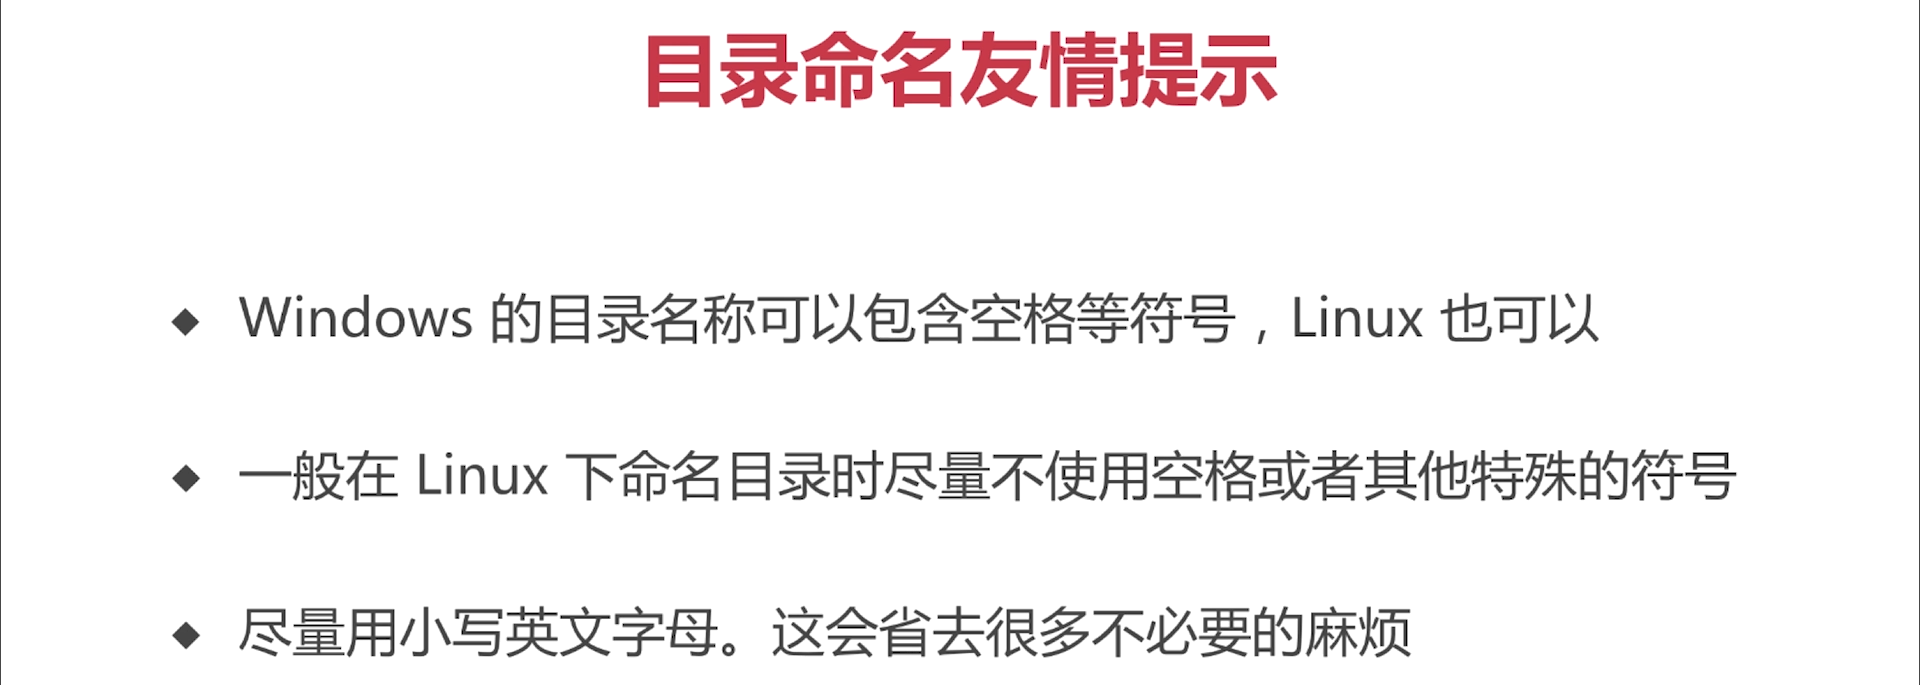 目录命名友情提示
◆ Windows 的目录名称可以包含空格等符号，Linux 也可以
◆ 一般在 Linux 下命名目录时尽量不使用空格或者其他特殊的符号
◆ 尽量用小写英文字母。这会省去很多不必要的麻烦